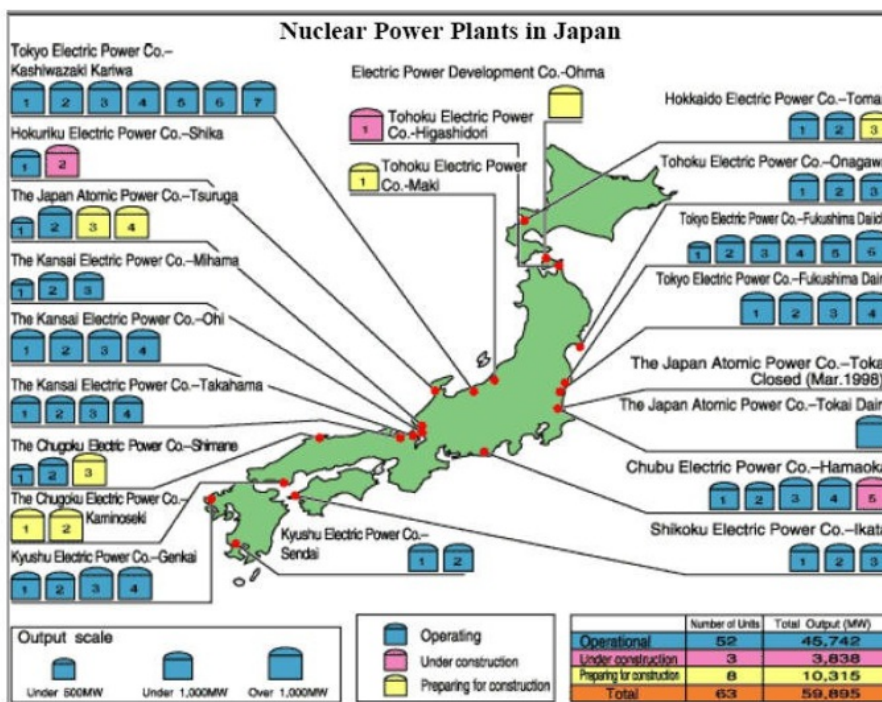 Nuclear Power Plants in Japan
Tokyo Electric Power Co.–
Kashiwazaki Kariwa
1 2 3 4 5 6 7
Hokuriku Electric Power Co.–Shika
1 2
The Japan Atomic Power Co.–Tsuruga
1 2 3 4
The Kansai Electric Power Co.–Mihama
1 2 3
The Kansai Electric Power Co.–Ohi
1 2 3 4
The Kansai Electric Power Co.–Takahama
1 2 3 4
The Chugoku Electric Power Co.–Shimane
1 2 3
The Chugoku Electric Power Co.–
Kaminoseki
1 2
Kyushu Electric Power Co.–Genkai
1 2 3 4
Electric Power Development Co.–Ohma
Tohoku Electric Power
Co.–Higashidori
1
Tohoku Electric Power
Co.–Maki
1
Kyushu Electric Power Co.–
Sendai
1 2
Hokkaido Electric Power Co.–Tomar
1 2 3
Tohoku Electric Power Co.–Onagawa
1 2 3
Tokyo Electric Power Co.–Fukushima Daiich
1 2 3 4 5 6
Tokyo Electric Power Co.–Fukushima Dain
1 2 3 4
The Japan Atomic Power Co.–Toka
Closed (Mar.1998)
The Japan Atomic Power Co.–Tokai Dain
Chubu Electric Power Co.–Hamaoka
1 2 3 4 5
Shikoku Electric Power Co.–Ikata
1 2 3
Output scale
Under 500MW Under 1,000MW Over 1,000MW
Operating
Under construction
Preparing for construction
Number of Units Total Output (MW)
Operational 52 45,742
Under construction 3 3,838
Preparing for construction 8 10,315
Total 63 59,895